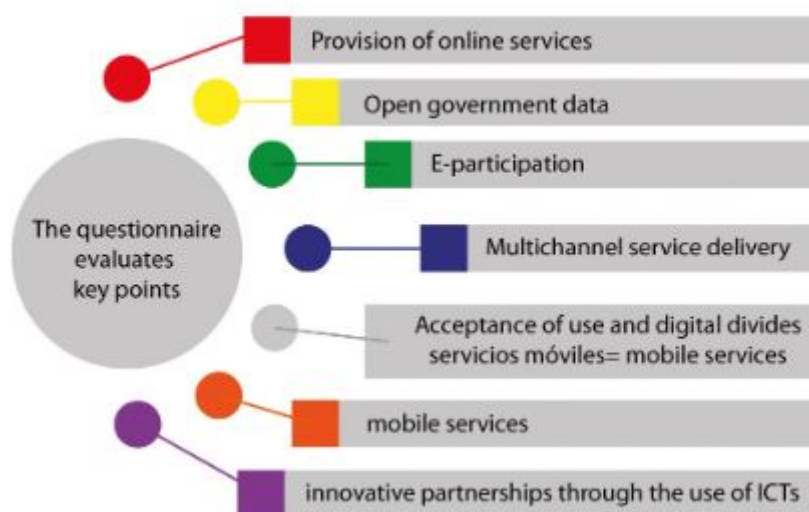 Provision of online services
Open government data
E-participation
The questionnaire
evaluates
key points
Multichannel service delivery
Acceptance of use and digital divides
servicios móviles= mobile services
mobile services
innovative partnerships through the use of ICTs